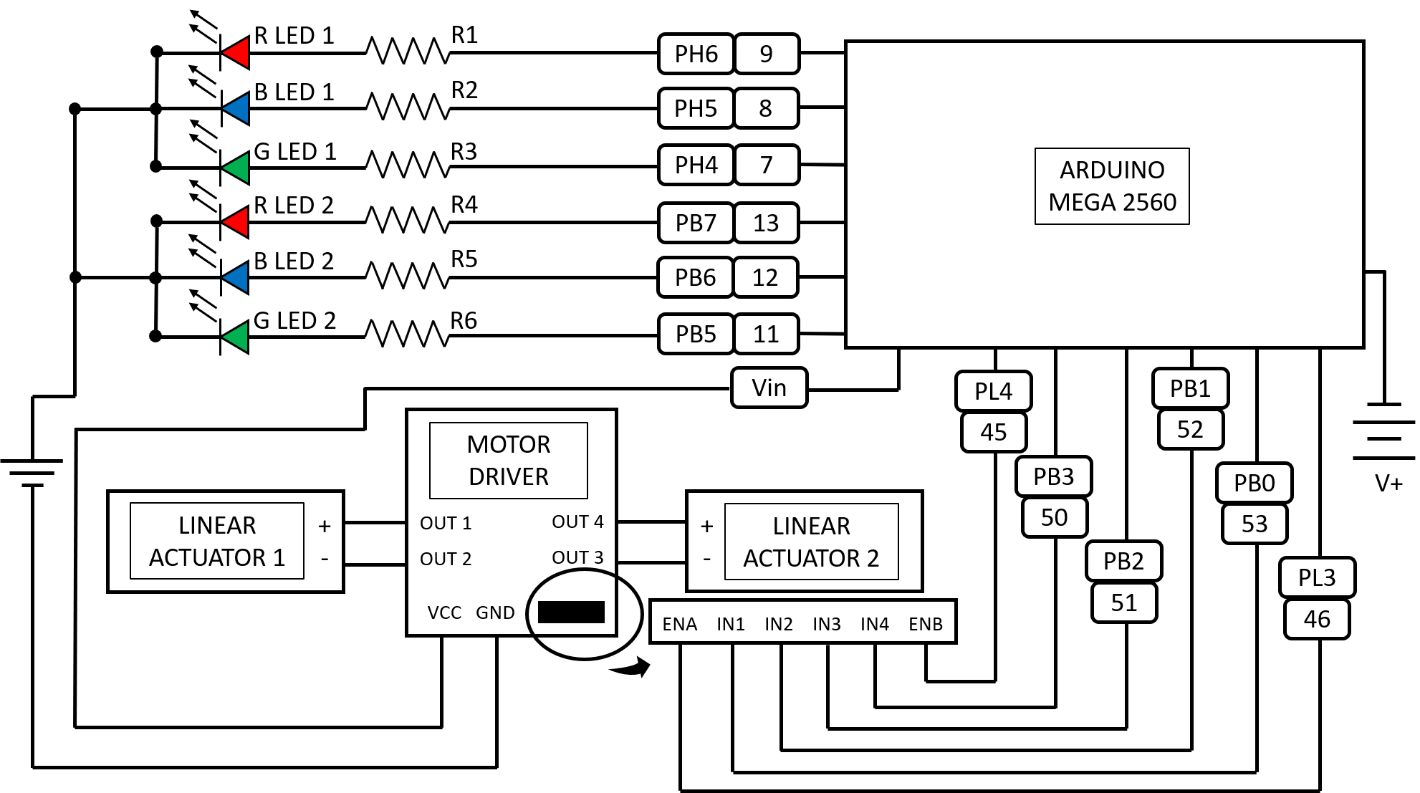 R LED 1
R1
PH6
9
B LED 1
R2
PH5
8
G LED 1
R3
PH4
7
R LED 2
R4
PB7
13
B LED 2
R5
PB6
12
G LED 2
R6
PB5
11
ARDUINO
MEGA 2560
Vin
PL4
45
PB3
50
PB2
51
PB1
52
PB0
53
PL3
46
V+
MOTOR
DRIVER
OUT 1
OUT 2
OUT 4
OUT 3
VCC
GND
LINEAR
ACTUATOR 1
+
-
+
-
LINEAR
ACTUATOR 2
ENA
IN1
IN2
IN3
IN4
ENB